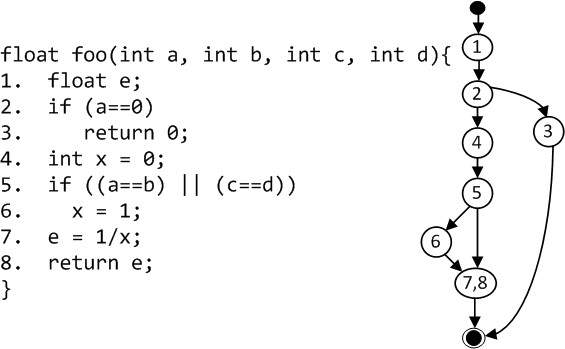 float foo(int a, int b, int c, int d){
1. float e;
2. if (a==0)
3. return 0;
4. int x = 0;
5. if ((a==b) || (c==d))
6. x = 1;
7. e = 1/x;
8. return e;
}
1
2
3
4
5
6
7,8